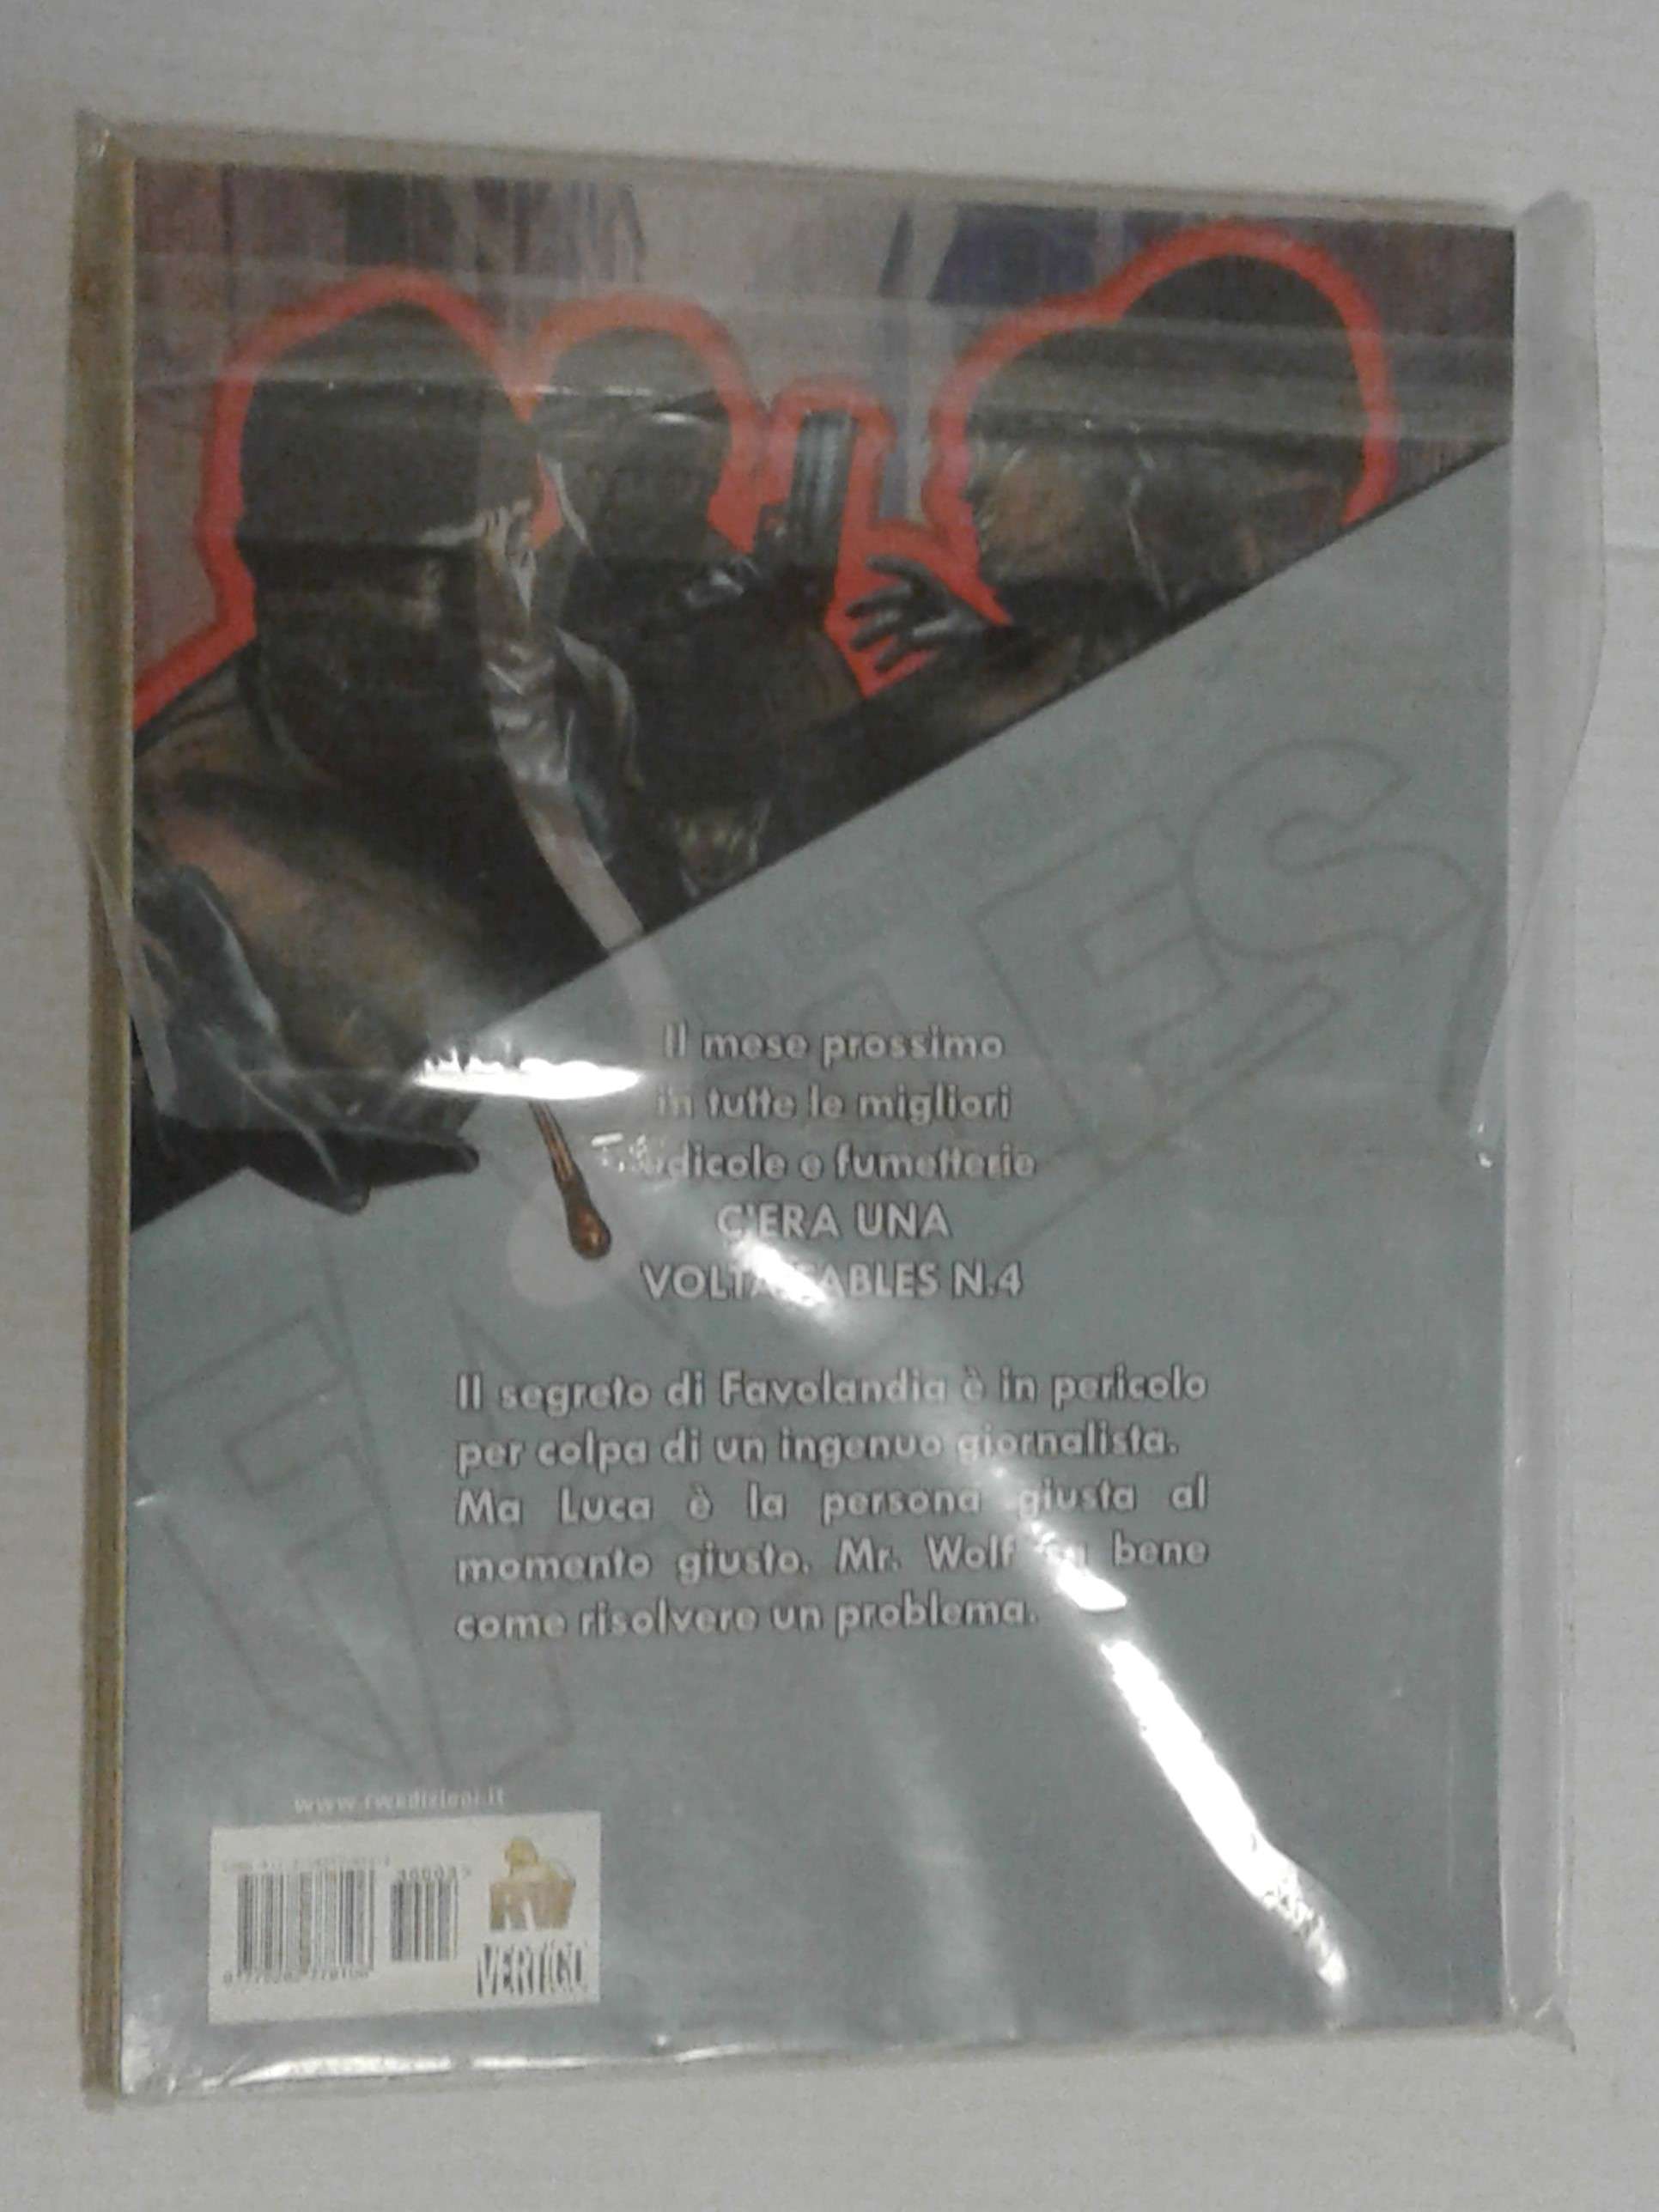 FABLES
Il mese prossimo
in tutte le migliori
edicole e fumetterie
C'ERA UNA
VOLTA FABLES N.4
Il segreto di Favolandia è in pericolo
per colpa di un ingenuo giornalista.
Ma Luca è la persona giusta al
momento giusto. Mr. Wolf sa bene
come risolvere un problema.
www.rwedizioni.it
30003>
RW
VERTIGO